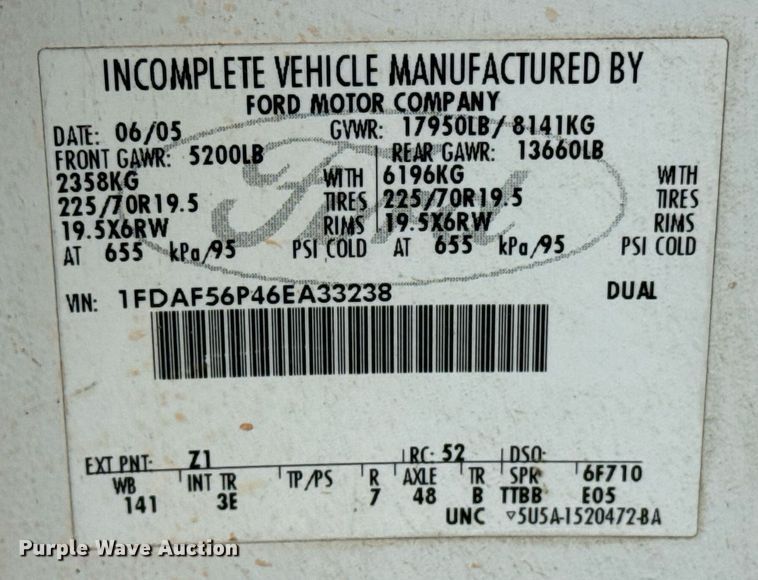 INCOMPLETE VEHICLE MANUFACTURED BY
FORD MOTOR COMPANY
DATE: 06/05 GVWR: 17950LB/ 8141KG
FRONT GAWR: 5200LB REAR GAWR: 13660LB
2358KG WITH 6196KG WITH
225/70R19.5 TIRES 225/70R19.5 TIRES
19.5X6RW RIMS 19.5X6RW RIMS
AT 655 kPa/95 PSI COLD AT 655 kPa/95 PSI COLD
Ford
VIN: 1FDAF56P46EA33238 DUAL
EXT PNT: Z1 RC: 52 DSO:
WB INT TR TP/PS R AXLE TR SPR 6F710
141 3E 7 48 B TTBB E05
UNC ▿5U5A-1520472-BA
Purple Wave Auction